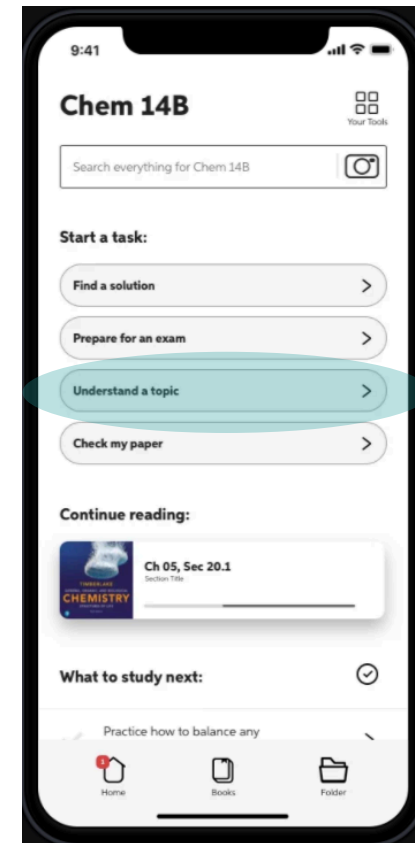 9:41
Chem 14B
Your Tools
Search everything for Chem 14B
Start a task:
Find a solution
Prepare for an exam
Understand a topic
Check my paper
Continue reading:
Ch 05, Sec 20.1
Section Title
TIMBERLAKE
CHEMISTRY
What to study next:
Practice how to balance any
1
Home
Books
Folder